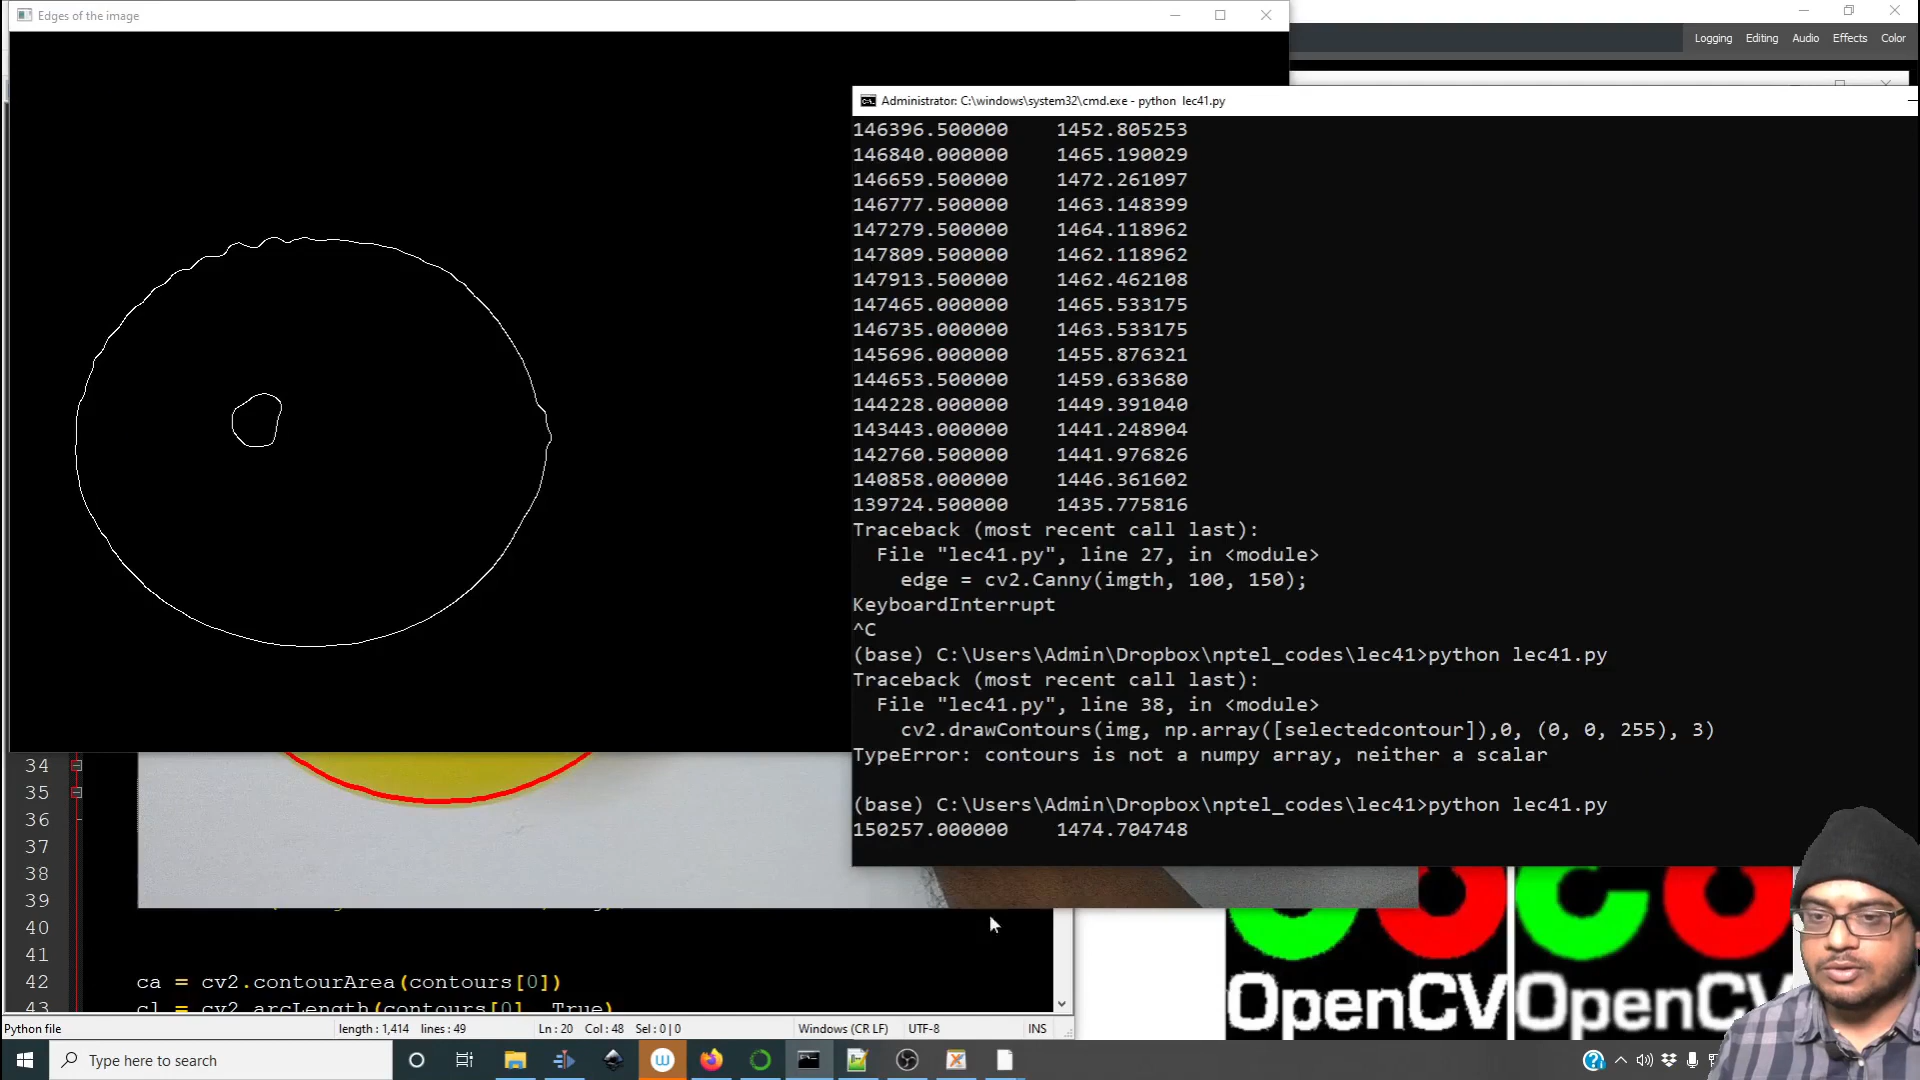 Edges of the image
Logging Editing Audio Effects Color
Administrator: C:\windows\system32\cmd.exe - python lec41.py
146396.500000 1452.805253
146840.000000 1465.190029
146659.500000 1472.261097
146777.500000 1463.148399
147279.500000 1464.118962
147809.500000 1462.118962
147913.500000 1462.462108
147465.000000 1465.533175
146735.000000 1463.533175
145696.000000 1455.876321
144653.500000 1459.633680
144228.000000 1449.391040
143443.000000 1441.248904
142760.500000 1441.976826
140858.000000 1446.361602
139724.500000 1435.775816
Traceback (most recent call last):
File "lec41.py", line 27, in <module>
edge = cv2.Canny(imgth, 100, 150);
KeyboardInterrupt
^C
(base) C:\Users\Admin\Dropbox\nptel_codes\lec41>python lec41.py
Traceback (most recent call last):
File "lec41.py", line 38, in <module>
cv2.drawContours(img, np.array([selectedcontour]),0, (0, 0, 255), 3)
TypeError: contours is not a numpy array, neither a scalar
(base) C:\Users\Admin\Dropbox\nptel_codes\lec41>python lec41.py
150257.000000 1474.704748
34
35
36
37
38
39
40
41
42 ca = cv2.contourArea(contours[0])
43 cl = cv2.arcLength(contours[0], True)
OpenCV OpenCV
Python file length : 1,414 lines : 49 Ln : 20 Col : 48 Sel : 0 | 0 Windows (CR LF) UTF-8 INS
Type here to search